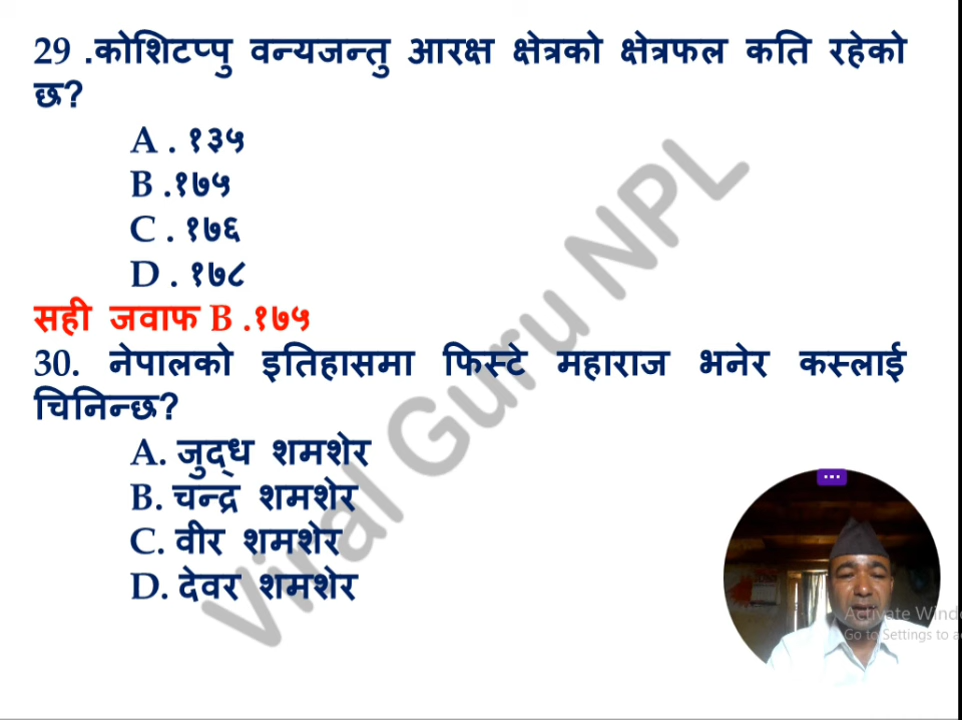 29 .कोशिटप्पु वन्यजन्तु आरक्ष क्षेत्रको क्षेत्रफल कति रहेको
छ?
A . १३५
B .१७५
C . १७६
D . १७८
सही जवाफ B .१७५
30. नेपालको इतिहासमा फिस्टे महाराज भनेर कस्लाई
चिनिन्छ?
A. जुद्ध शमशेर
B. चन्द्र शमशेर
C. वीर शमशेर
D. देवर शमशेर
Viral Guru NPL
Activate Wind
Go to Settings to a